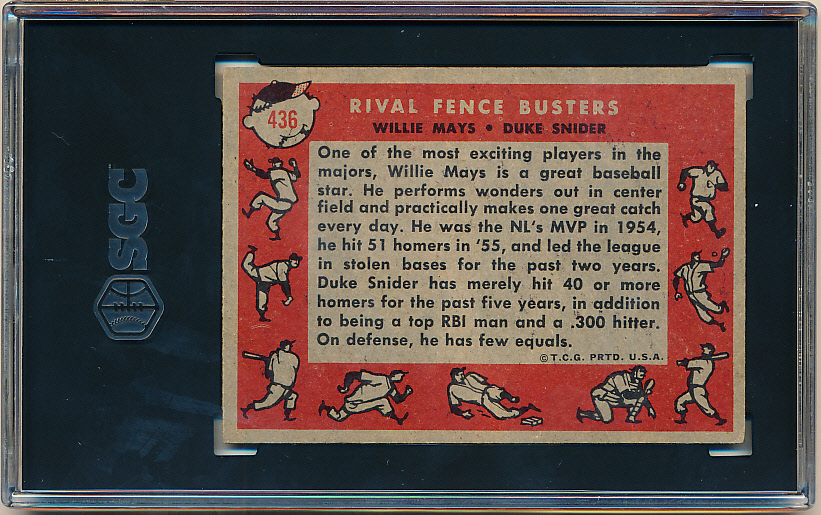 436
RIVAL FENCE BUSTERS
WILLIE MAYS • DUKE SNIDER
One of the most exciting players in the
majors, Willie Mays is a great baseball
star. He performs wonders out in center
field and practically makes one great catch
every day. He was the NL's MVP in 1954,
he hit 51 homers in '55, and led the league
in stolen bases for the past two years.
Duke Snider has merely hit 40 or more
homers for the past five years, in addition
to being a top RBI man and a .300 hitter.
On defense, he has few equals.
©T.C.G. PRTD. U.S.A.
SGC